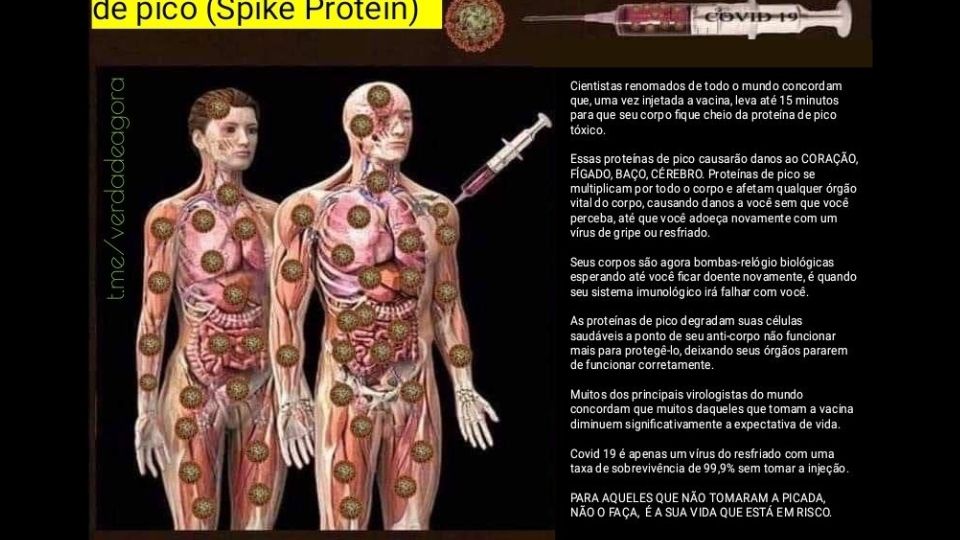 de pico (Spike Protein)
COVID 19
t.me/verdadeagora
Cientistas renomados de todo o mundo concordam
que, uma vez injetada a vacina, leva até 15 minutos
para que seu corpo fique cheio da proteína de pico
tóxico.
Essas proteínas de pico causarão danos ao CORAÇÃO,
FÍGADO, BAÇO, CÉREBRO. Proteínas de pico se
multiplicam por todo o corpo e afetam qualquer órgão
vital do corpo, causando danos a você sem que você
perceba, até que você adoeça novamente com um
vírus de gripe ou resfriado.
Seus corpos são agora bombas-relógio biológicas
esperando até você ficar doente novamente, é quando
seu sistema imunológico irá falhar com você.
As proteínas de pico degradam suas células
saudáveis a ponto de seu anti-corpo não funcionar
mais para protegê-lo, deixando seus órgãos pararem
de funcionar corretamente.
Muitos dos principais virologistas do mundo
concordam que muitos daqueles que tomam a vacina
diminuem significativamente a expectativa de vida.
Covid 19 é apenas um vírus do resfriado com uma
taxa de sobrevivência de 99,9% sem tomar a injeção.
PARA AQUELES QUE NÃO TOMARAM A PICADA,
NÃO O FAÇA, É A SUA VIDA QUE ESTÁ EM RISCO.